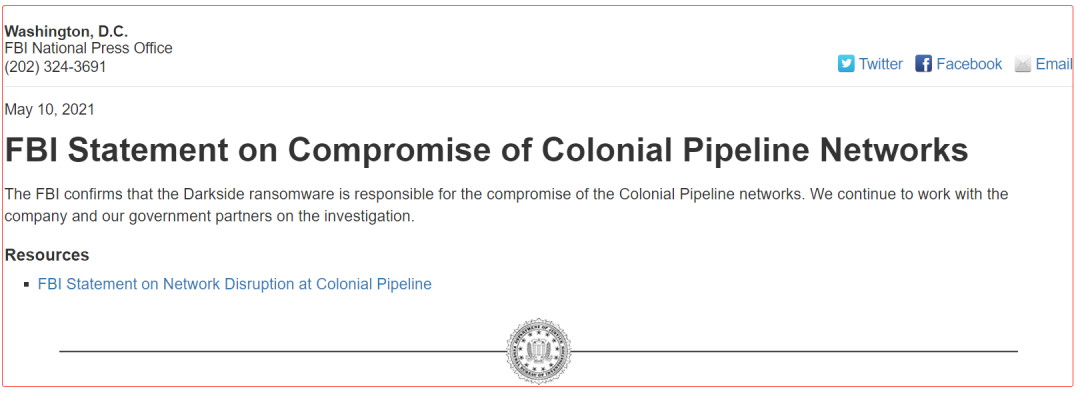 Washington, D.C.
FBI National Press Office
(202) 324-3691
Twitter Facebook Email
May 10, 2021
FBI Statement on Compromise of Colonial Pipeline Networks
The FBI confirms that the Darkside ransomware is responsible for the compromise of the Colonial Pipeline networks. We continue to work with the
company and our government partners on the investigation.
Resources
FBI Statement on Network Disruption at Colonial Pipeline